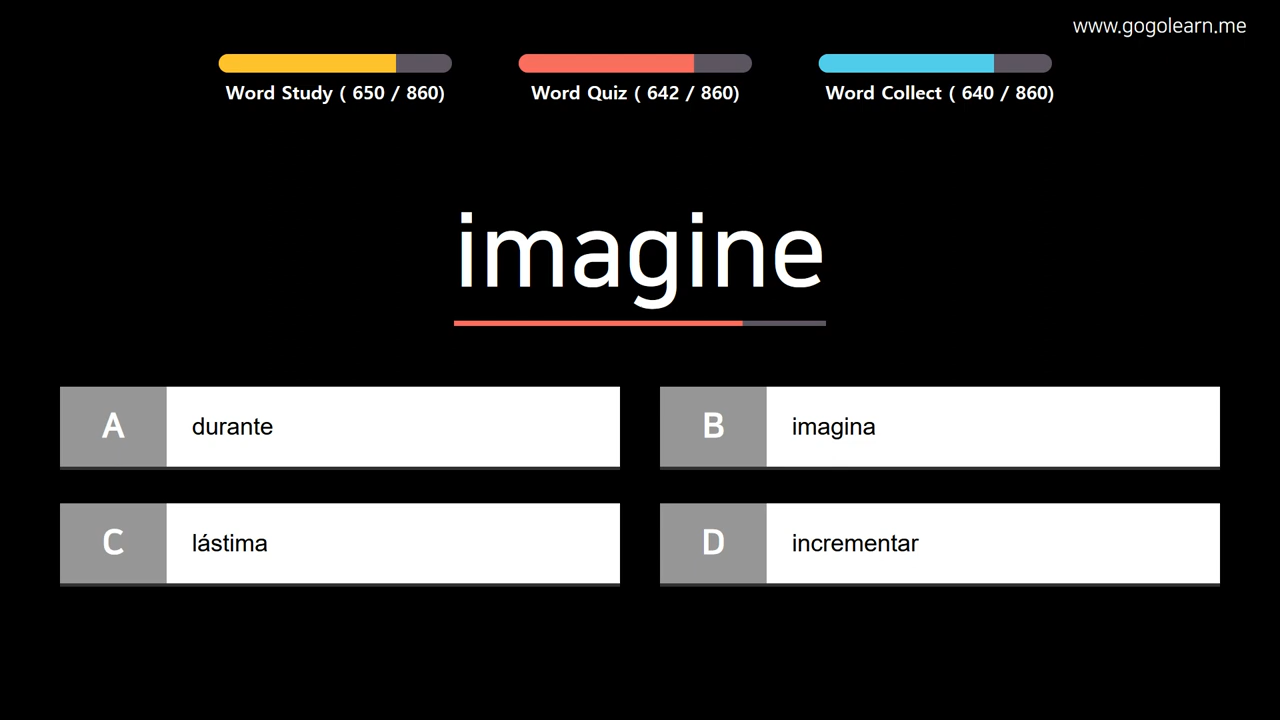 www.gogolearn.me
Word Study ( 650 / 860)
Word Quiz ( 642 / 860)
Word Collect ( 640 / 860)
imagine
A durante
B imagina
C lástima
D incrementar